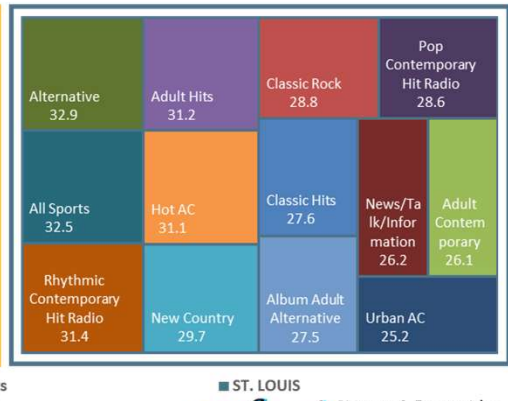 Alternative
32.9
Adult Hits
31.2
Classic Rock
28.8
Pop
Contemporary
Hit Radio
28.6
All Sports
32.5
Hot AC
31.1
Classic Hits
27.6
News/Ta
lk/Infor
mation
26.2
Adult
Contem
porary
26.1
Rhythmic
Contemporary
Hit Radio
31.4
New Country
29.7
Album Adult
Alternative
27.5
Urban AC
25.2
s
ST. LOUIS